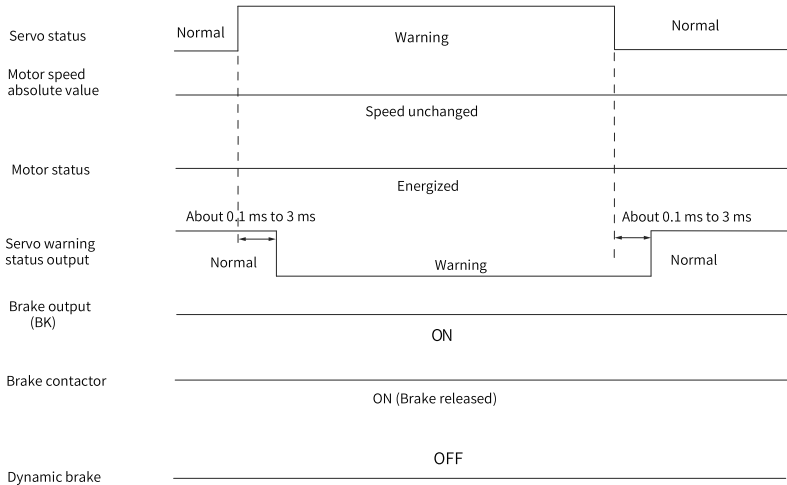 Servo status
Normal
Warning
Normal
Motor speed
absolute value
Speed unchanged
Motor status
Energized
About 0.1 ms to 3 ms
About 0.1 ms to 3 ms
Servo warning
status output
Normal
Warning
Normal
Brake output
(BK)
ON
Brake contactor
ON (Brake released)
OFF
Dynamic brake